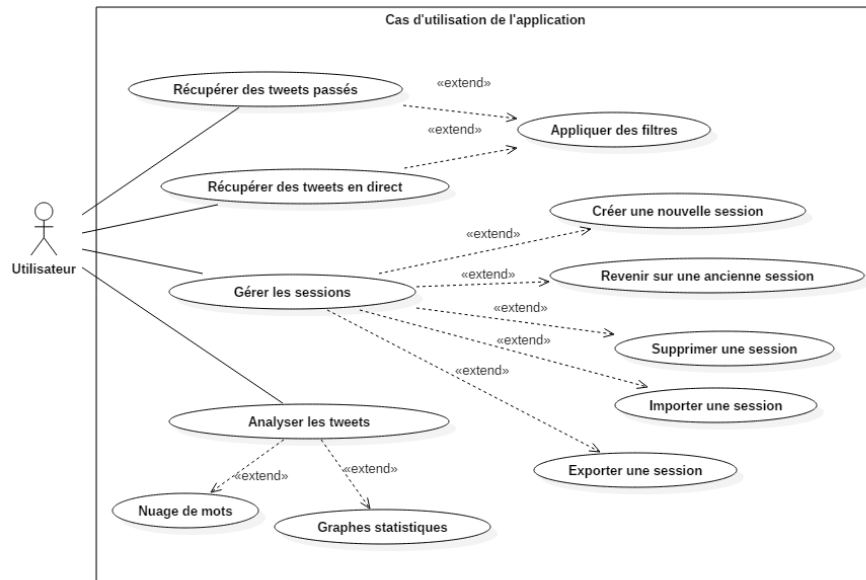 Cas d'utilisation de l'application
Récupérer des tweets passés
«extend»
«extend»
Appliquer des filtres
Récupérer des tweets en direct
Utilisateur
Créer une nouvelle session
«extend»
«extend»
Revenir sur une ancienne session
Gérer les sessions
«extend»
Supprimer une session
«extend»
«extend»
Importer une session
Analyser les tweets
Exporter une session
«extend»
«extend»
Nuage de mots
Graphes statistiques